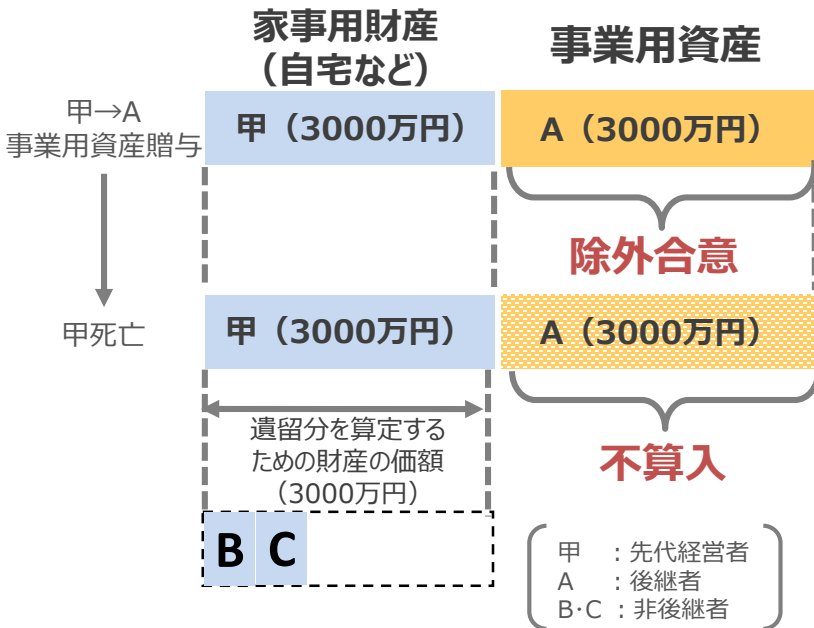 家事用財産
（自宅など）
事業用資産
甲→A
事業用資産贈与
甲（3000万円）
A（3000万円）
除外合意
甲死亡
甲（3000万円）
A（3000万円）
遺留分を算定する
ための財産の価額
（3000万円）
不算入
B C
甲 ：先代経営者
A ：後継者
B･C ：非後継者